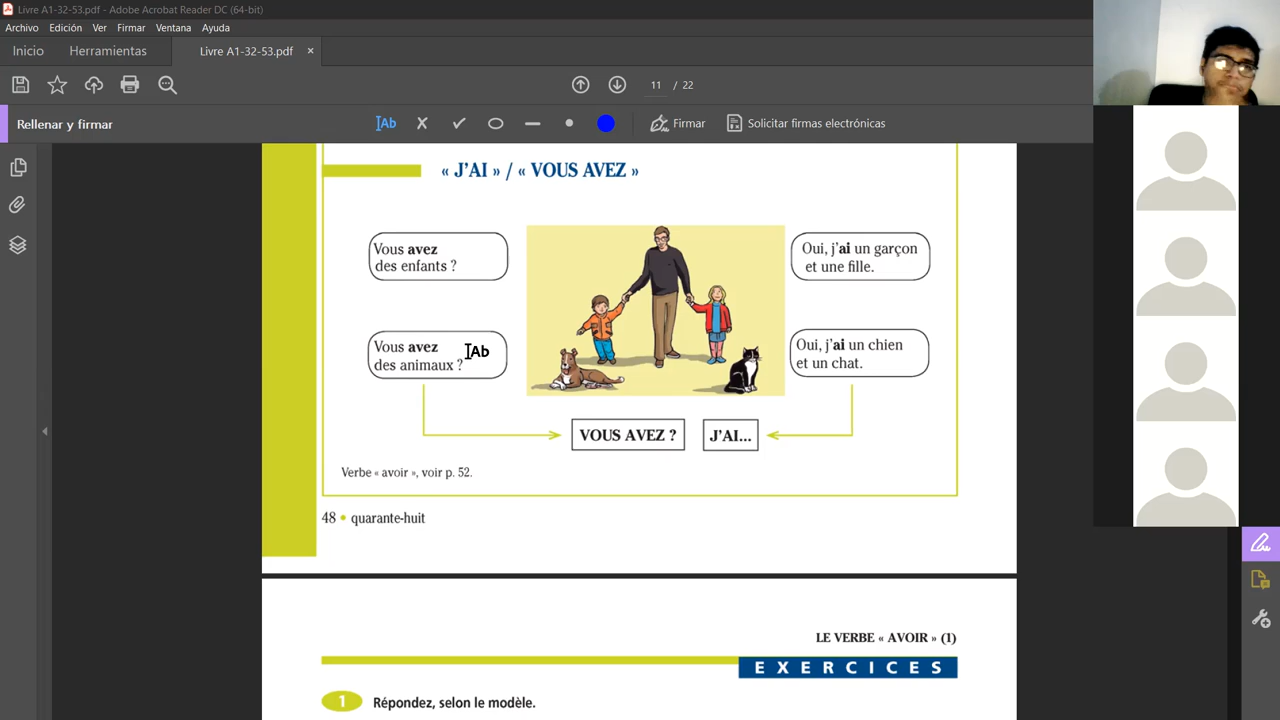 Livre A1-32-53.pdf - Adobe Acrobat Reader DC (64-bit)
Archivo Edición Ver Firmar Ventana Ayuda
Inicio Herramientas Livre A1-32-53.pdf ×
11 / 22
Rellenar y firmar Ab Firmar Solicitar firmas electrónicas
« J'AI » / « VOUS AVEZ »
Vous avez
des enfants ?
Oui, j'ai un garçon
et une fille.
Vous avez
des animaux ?
Ab
Oui, j'ai un chien
et un chat.
VOUS AVEZ ? J'AI...
Verbe « avoir », voir p. 52.
48 • quarante-huit
LE VERBE « AVOIR » (1)
EXERCICES
1 Répondez, selon le modèle.